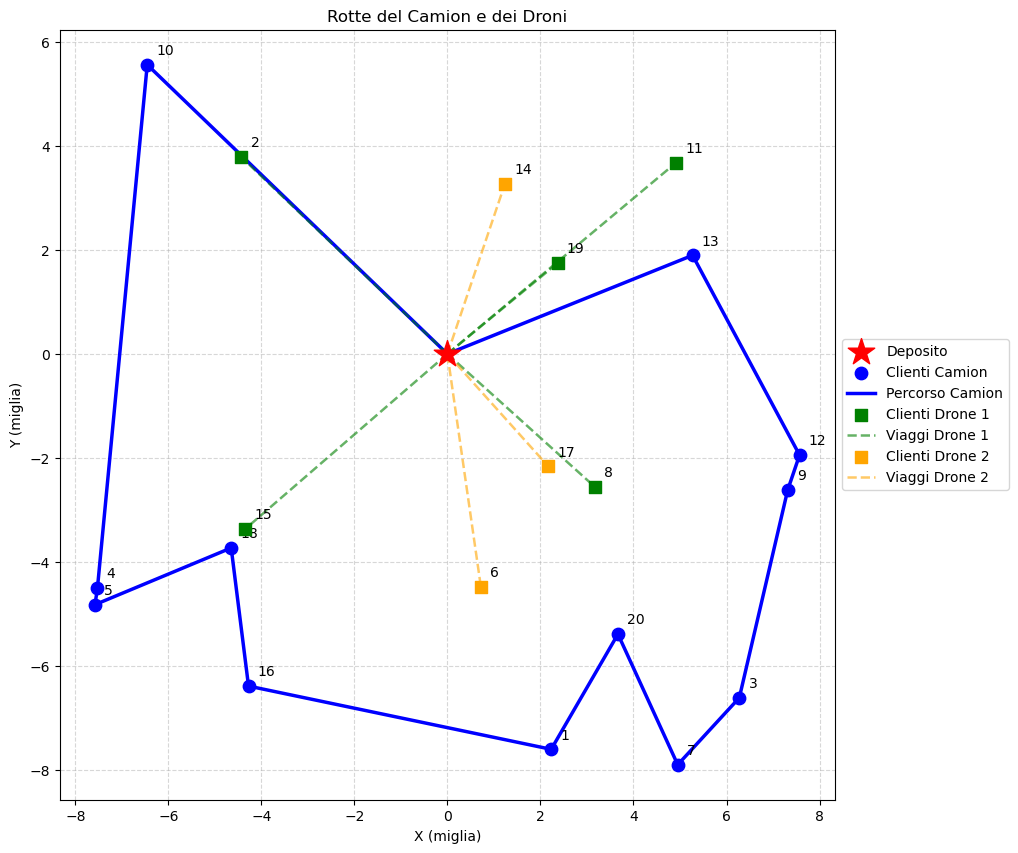 Rotte del Camion e dei Droni
6
4
2
0
−2
−4
−6
−8
Y (miglia)
10
2
14
11
19
13
12
9
17
8
15
18
4
5
6
20
16
3
1
7
−8 −6 −4 −2 0 2 4 6 8
X (miglia)
Deposito
Clienti Camion
Percorso Camion
Clienti Drone 1
Viaggi Drone 1
Clienti Drone 2
Viaggi Drone 2